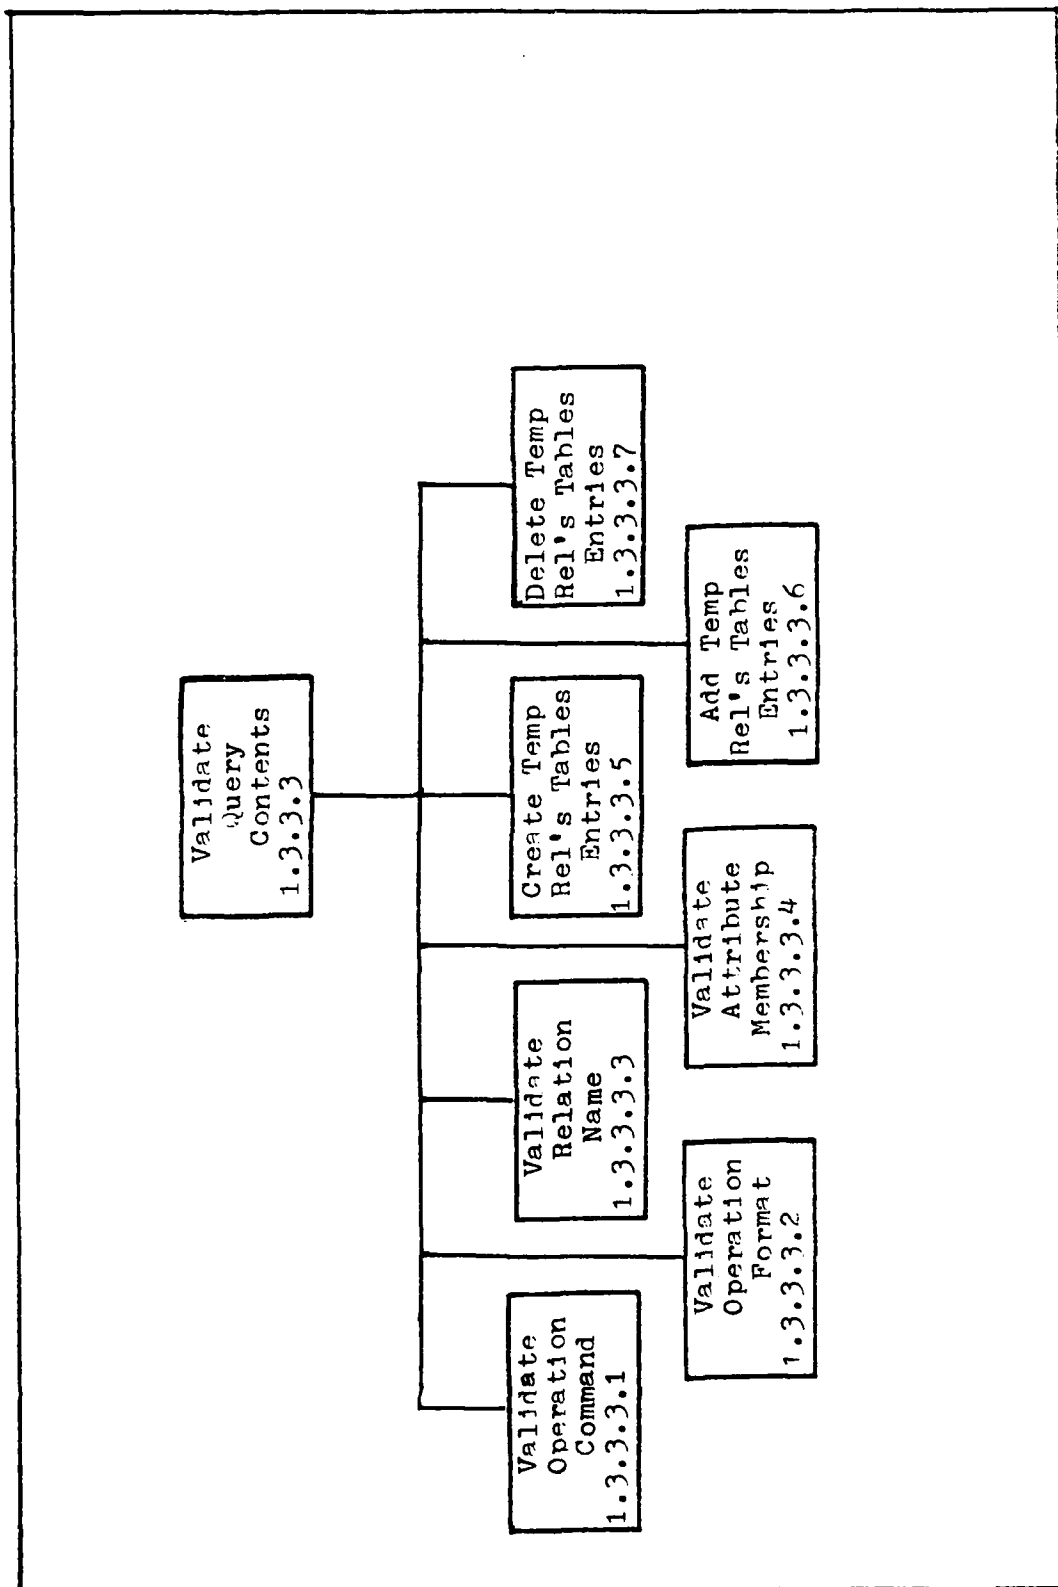 Validate
Query
Contents
1.3.3.3
Validate
Operation
Command
1.3.3.3.1
Validate
Operation
Format
1.3.3.3.2
Validate
Relation
Name
1.3.3.3.3
Validate
Attribute
Membership
1.3.3.3.4
Create Temp
Rel's Tables
Entries
1.3.3.3.5
Add Temp
Rel's Tables
Entries
1.3.3.3.6
Delete Temp
Rel's Tables
Entries
1.3.3.3.7